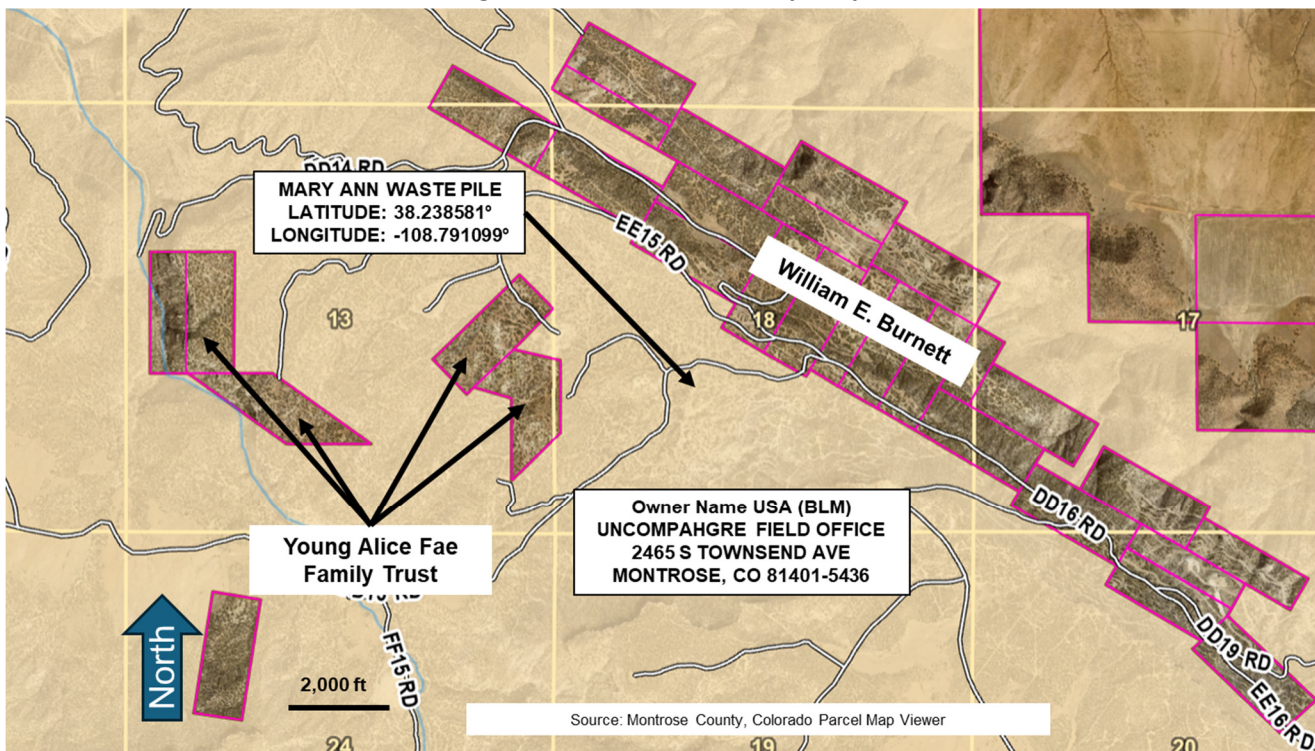 DD14 RD
MARY ANN WASTE PILE
LATITUDE: 38.238581°
LONGITUDE: -108.791099°
EE15 RD
William E. Burnett
13
18
17
Owner Name USA (BLM)
UNCOMPAHGRE FIELD OFFICE
2465 S TOWNSEND AVE
MONTROSE, CO 81401-5436
DD16 RD
Young Alice Fae
Family Trust
North
FF15 RD
2,000 ft
DD19 RD
EE16 RD
Source: Montrose County, Colorado Parcel Map Viewer
24
19
20